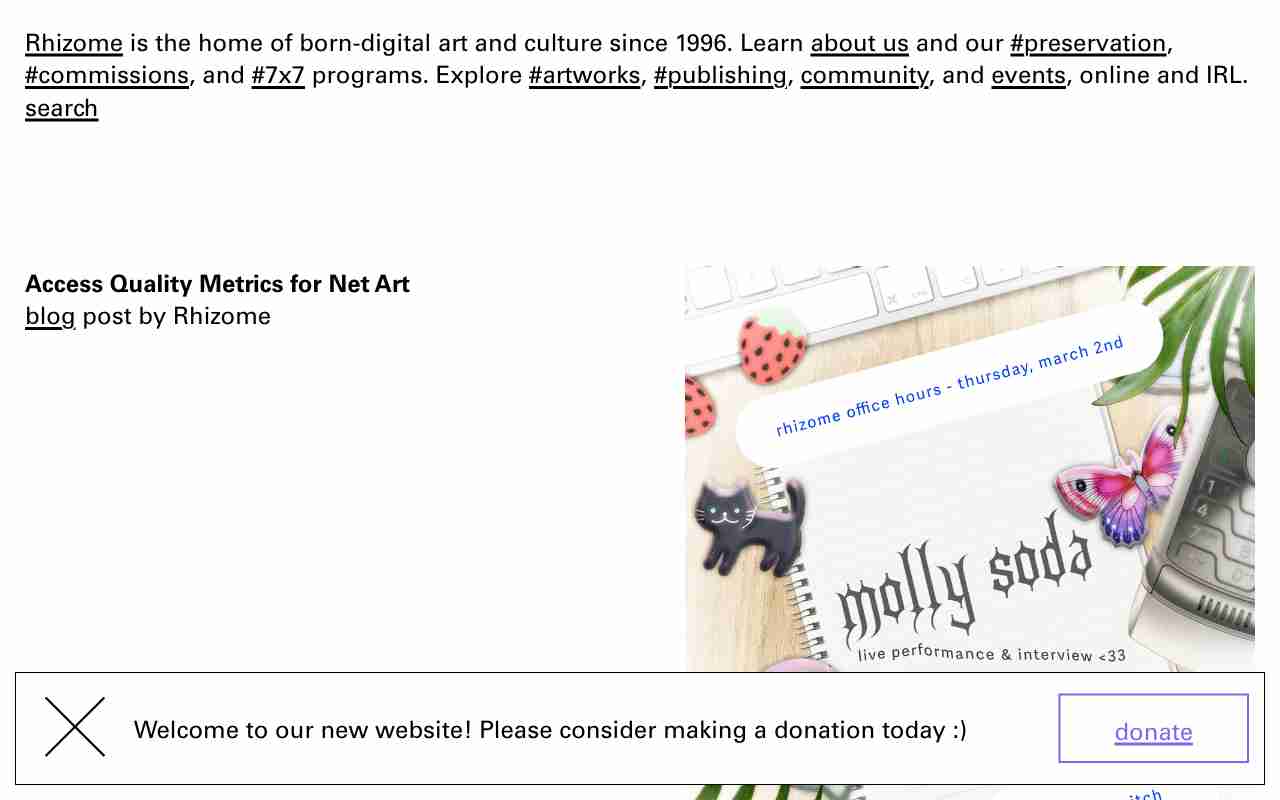 Rhizome is the home of born-digital art and culture since 1996. Learn about us and our #preservation,
#commissions, and #7x7 programs. Explore #artworks, #publishing, community, and events, online and IRL.
search
Access Quality Metrics for Net Art
blog post by Rhizome
rhizome office hours - thursday, march 2nd
molly soda
live performance & interview <33
Welcome to our new website! Please consider making a donation today :)
donate